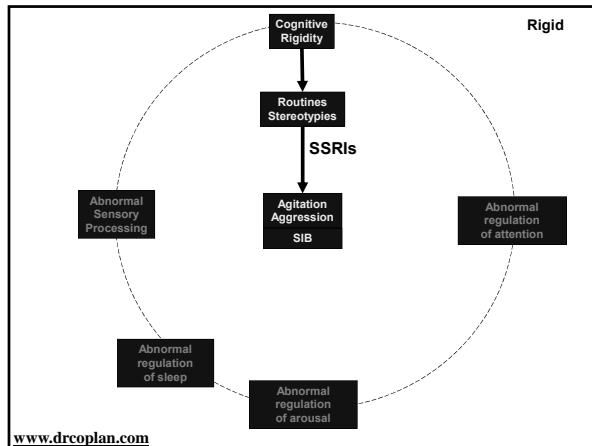 Cognitive
Rigidity
Rigid
Routines
Stereotypies
SSRIs
Abnormal
Sensory
Processing
Agitation
Aggression
SIB
Abnormal
regulation
of attention
Abnormal
regulation
of sleep
Abnormal
regulation
of arousal
www.drcoplan.com